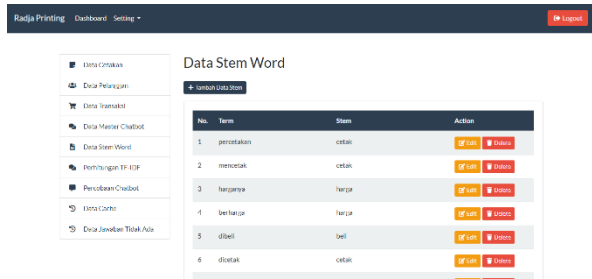 Radja Printing Dashboard Setting
Logout
Data Cetakan
Data Pelanggan
Data Transaksi
Data Master Chatbot
Data Stem Word
Perhitungan TF-IDF
Percobaan Chatbot
Data Cache
Data Jawaban Tidak Ada
Data Stem Word
+ Tambah Data Stem
No. Term Stem Action
1 percetakan cetak Edit Delete
2 mencetak cetak Edit Delete
3 harganya harga Edit Delete
4 berharga harga Edit Delete
5 dibeli beli Edit Delete
6 dicetak cetak Edit Delete